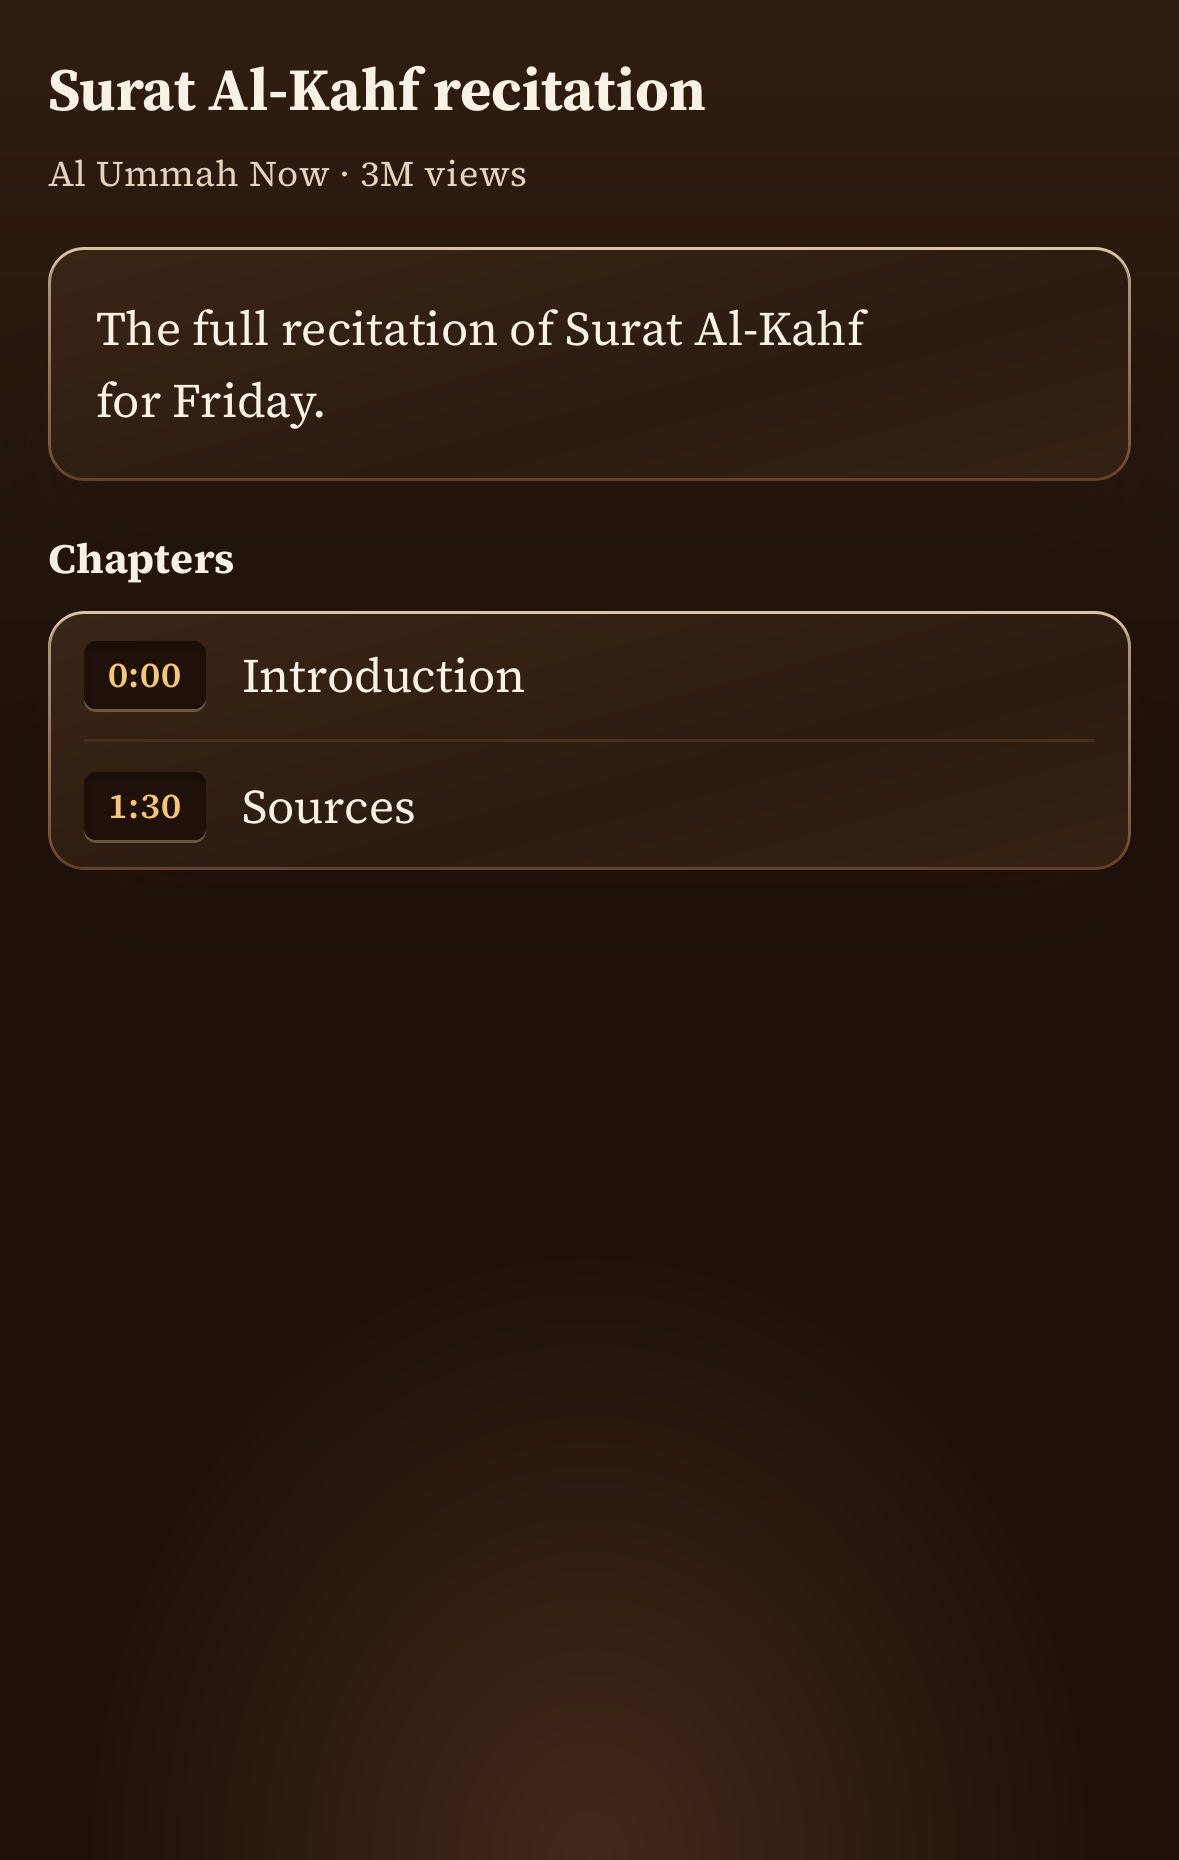 Surat Al-Kahf recitation
Al Ummah Now · 3M views
The full recitation of Surat Al-Kahf
for Friday.
Chapters
0:00 Introduction
1:30 Sources